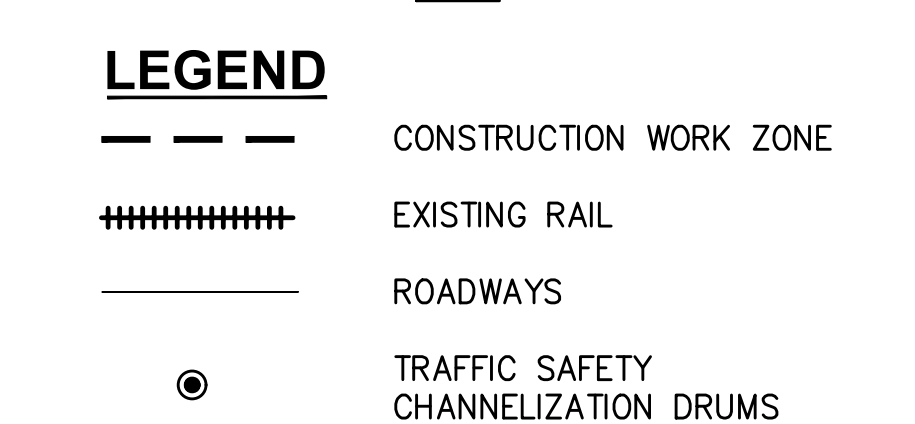 LEGEND
CONSTRUCTION WORK ZONE
EXISTING RAIL
ROADWAYS
TRAFFIC SAFETY
CHANNELIZATION DRUMS